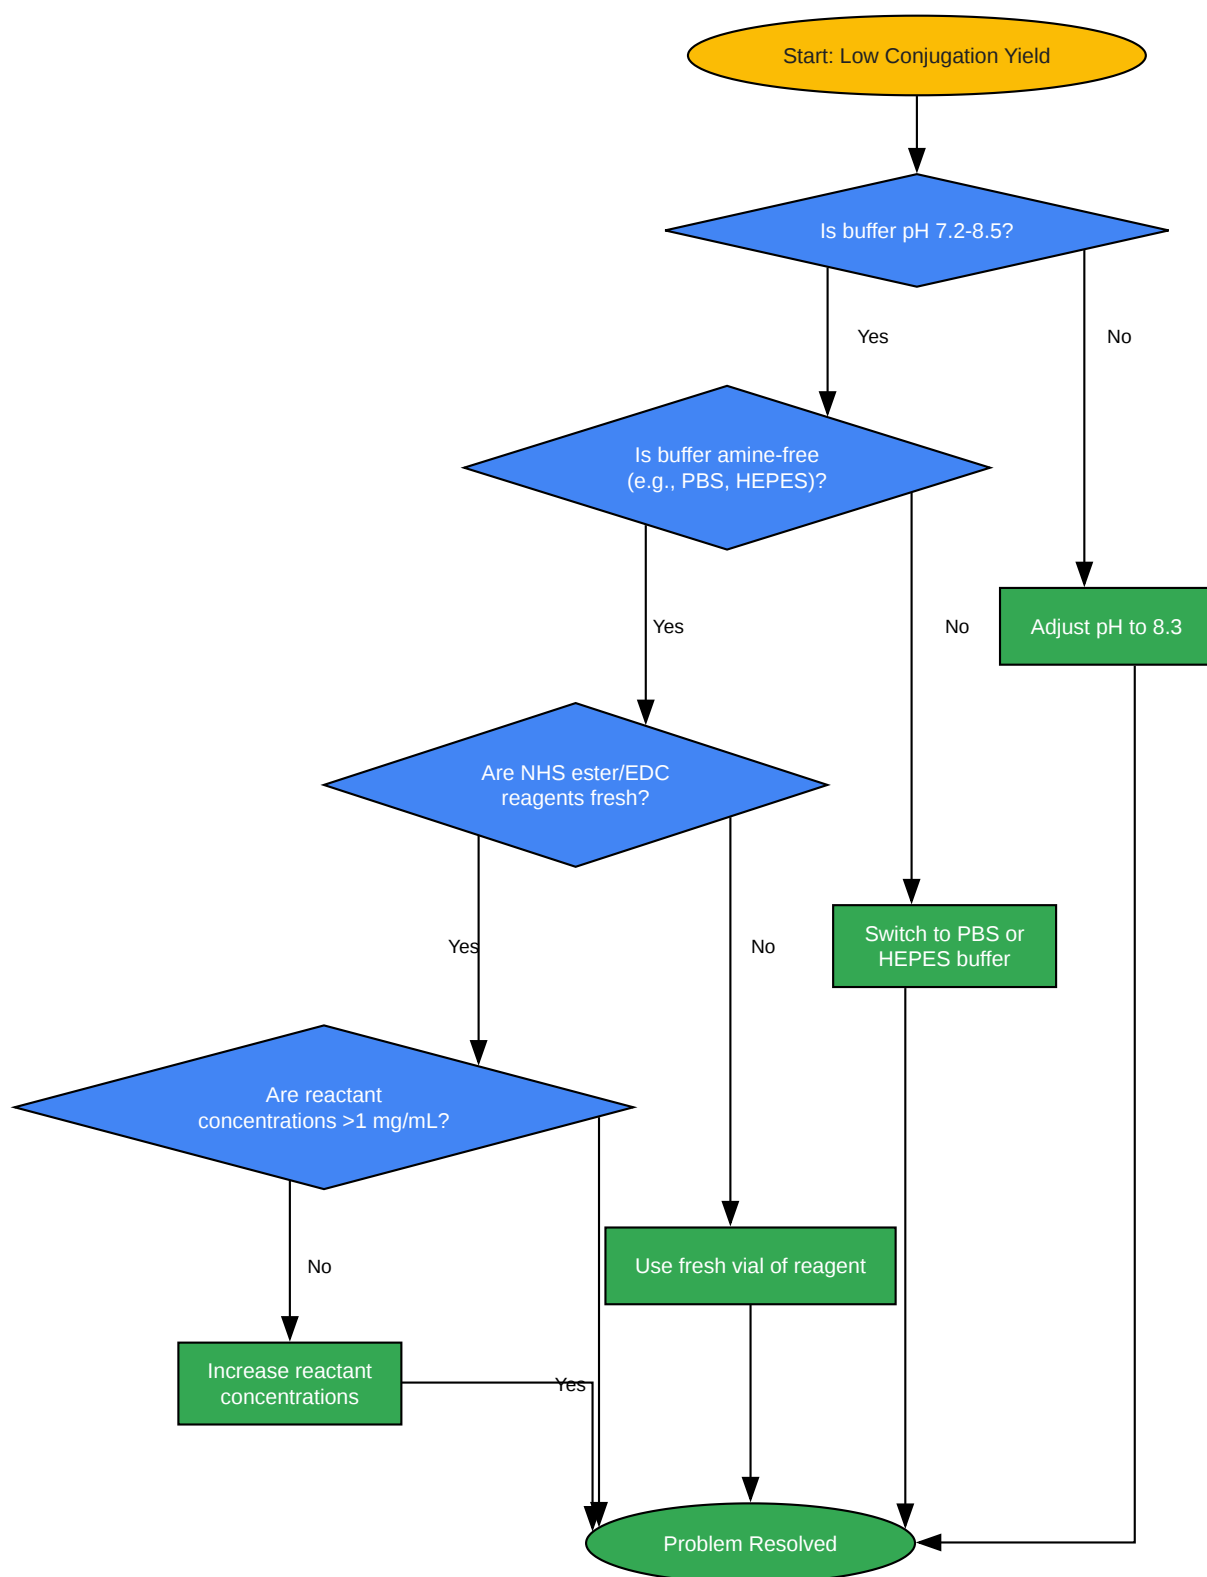 Start: Low Conjugation Yield
Is buffer pH 7.2-8.5?
Yes
No
Is buffer amine-free
(e.g., PBS, HEPES)?
Yes
No
Adjust pH to 8.3
Are NHS ester/EDC
reagents fresh?
Yes
No
Switch to PBS or
HEPES buffer
Are reactant
concentrations >1 mg/mL?
No
Use fresh vial of reagent
Increase reactant
concentrations
Yes
Problem Resolved